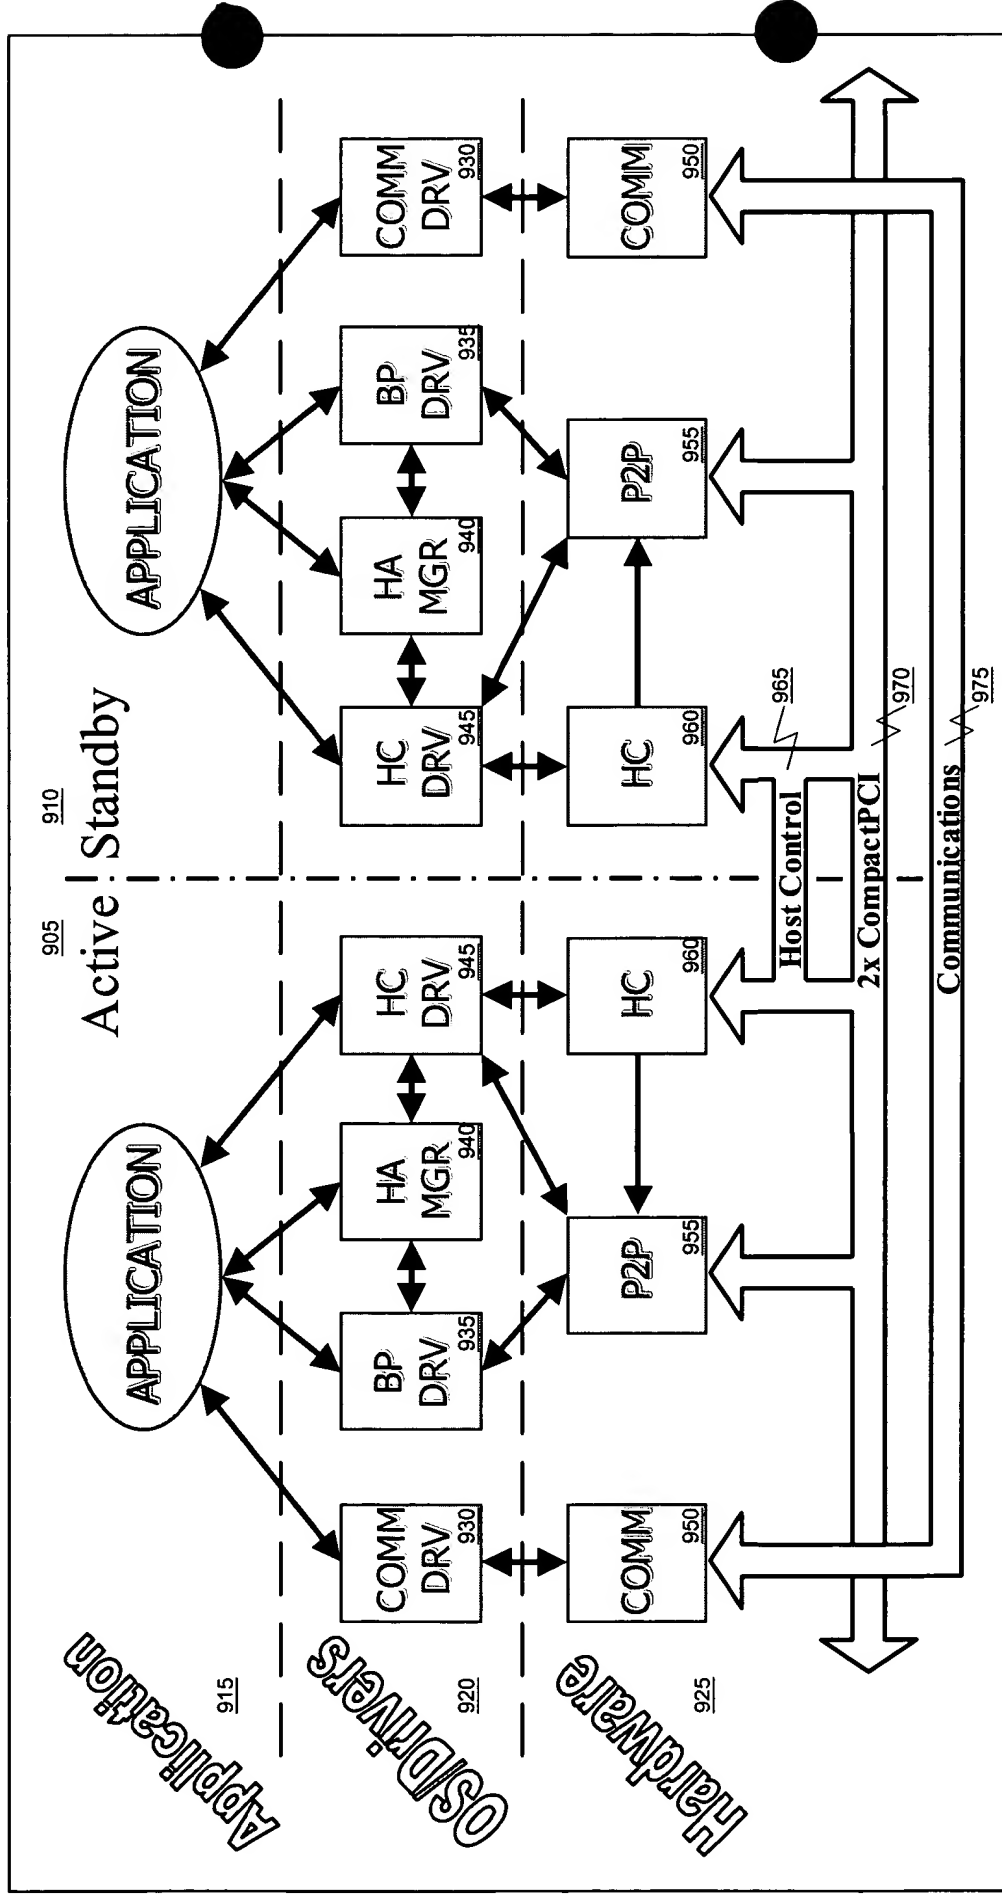 905
910
Active
Standby
Application
915
APPLICATION
APPLICATION
OS/Drivers
920
COMM
DRV
930
BP
DRV
935
HA
MGR
940
HC
DRV
945
HC
DRV
945
HA
MGR
940
BP
DRV
935
COMM
DRV
930
Hardware
925
COMM
950
P2P
955
HC
960
HC
960
P2P
955
COMM
950
Host Control
965
2x CompactPCI
970
Communications
975